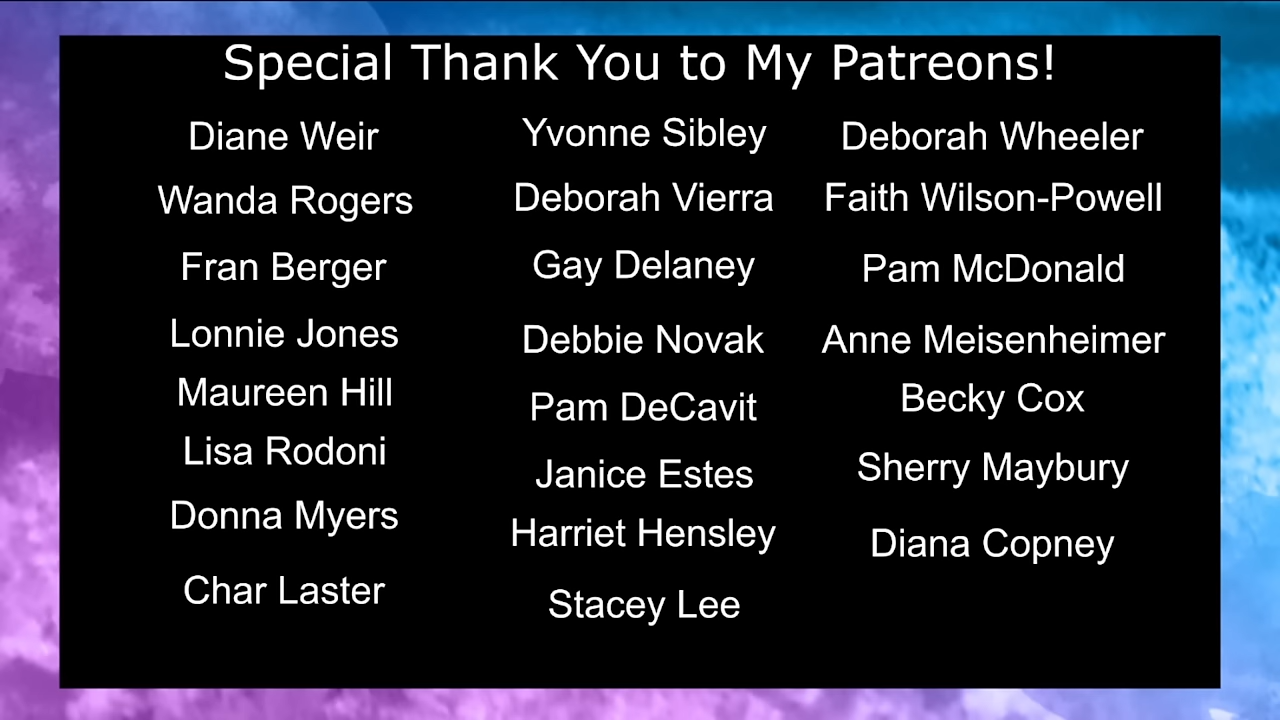 Special Thank You to My Patreons!
Diane Weir
Wanda Rogers
Fran Berger
Lonnie Jones
Maureen Hill
Lisa Rodoni
Donna Myers
Char Laster
Yvonne Sibley
Deborah Vierra
Gay Delaney
Debbie Novak
Pam DeCavit
Janice Estes
Harriet Hensley
Stacey Lee
Deborah Wheeler
Faith Wilson-Powell
Pam McDonald
Anne Meisenheimer
Becky Cox
Sherry Maybury
Diana Copney